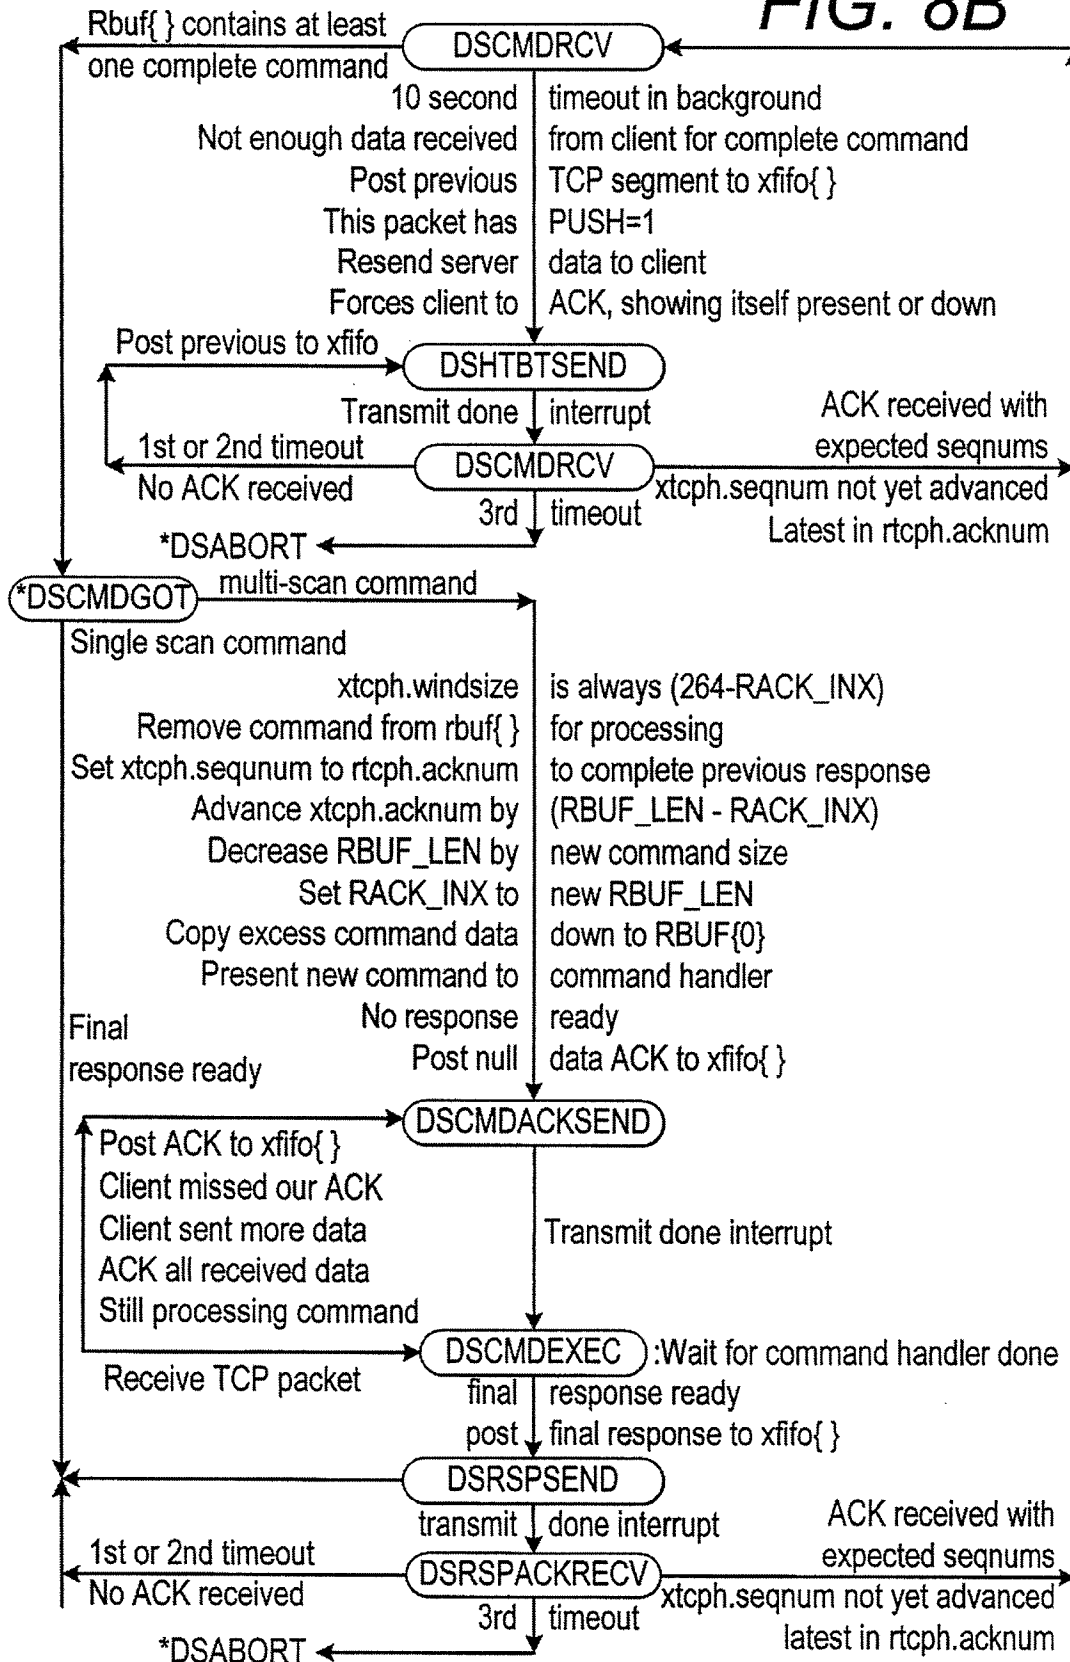 FIG. 8B
Rbuf{ } contains at least
one complete command
DSCMDRCV
10 second timeout in background
Not enough data received from client for complete command
Post previous TCP segment to xfifo{ }
This packet has PUSH=1
Resend server data to client
Forces client to ACK, showing itself present or down
Post previous to xfifo
DSHTBTSEND
Transmit done interrupt
1st or 2nd timeout
No ACK received
DSCMDRCV
ACK received with
expected seqnums
xtcph.seqnum not yet advanced
Latest in rtcph.acknum
3rd timeout
*DSABORT
*DSCMDGOT
multi-scan command
Single scan command
xtcph.windsize is always (264-RACK_INX)
Remove command from rbuf{ } for processing
Set xtcph.sequnum to rtcph.acknum to complete previous response
Advance xtcph.acknum by (RBUF_LEN - RACK_INX)
Decrease RBUF_LEN by new command size
Set RACK_INX to new RBUF_LEN
Copy excess command data down to RBUF{0}
Present new command to command handler
No response ready
Post null data ACK to xfifo{ }
Final
response ready
DSCMDACKSEND
Post ACK to xfifo{ }
Client missed our ACK
Client sent more data
ACK all received data
Still processing command
Transmit done interrupt
DSCMDEXEC :Wait for command handler done
Receive TCP packet
final response ready
post final response to xfifo{ }
DSRSPSEND
transmit done interrupt
1st or 2nd timeout
No ACK received
DSRSPACKRECV
ACK received with
expected seqnums
xtcph.seqnum not yet advanced
latest in rtcph.acknum
3rd timeout
*DSABORT